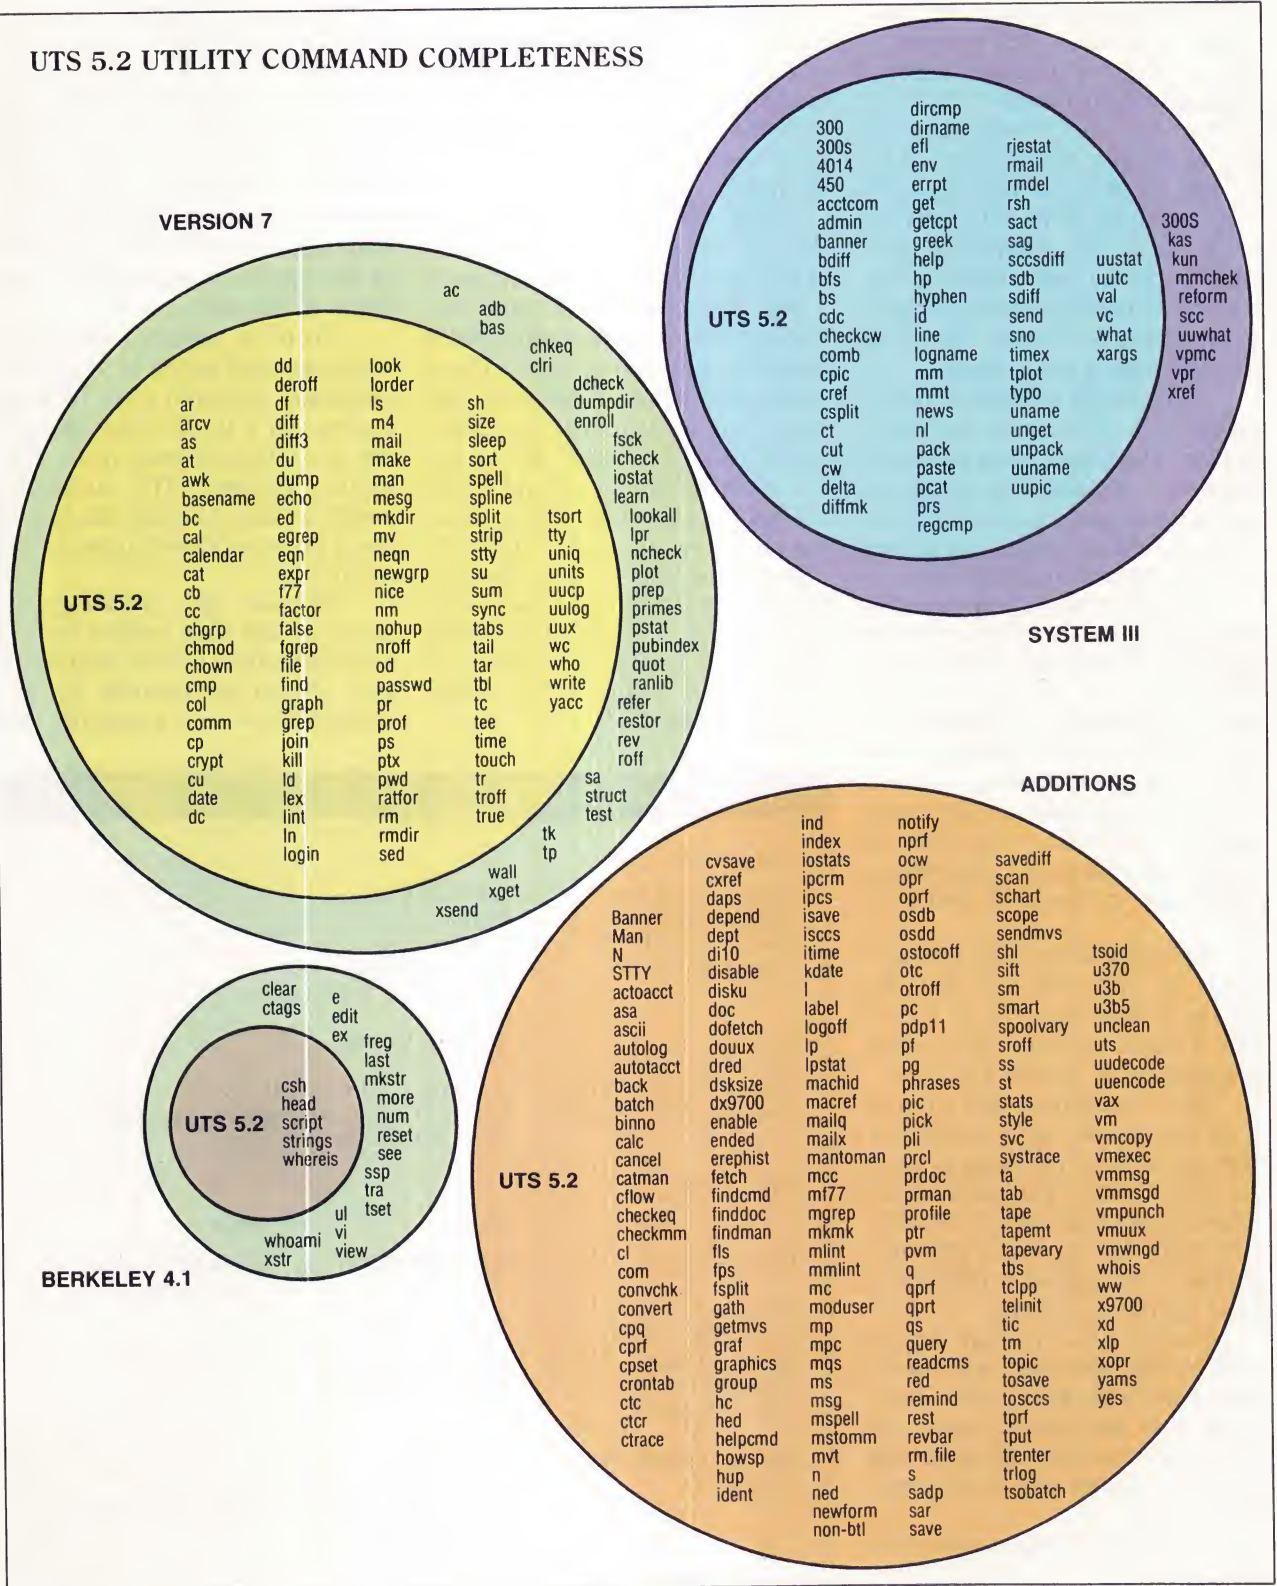 UTS 5.2 UTILITY COMMAND COMPLETENESS
VERSION 7
UTS 5.2
ar
arcv
as
at
awk
basename
bc
cal
calendar
cat
cb
cc
chgrp
chmod
chown
cmp
col
comm
cp
crypt
cu
date
dc
dd
deroff
df
diff
diff3
du
dump
echo
ed
egrep
eqn
expr
f77
factor
false
fgrep
file
find
graph
grep
join
kill
ld
lex
lint
ln
login
look
lorder
ls
m4
mail
make
man
mesg
mkdir
mv
neqn
newgrp
nice
nm
nohup
nroff
od
passwd
pr
prof
ps
ptx
pwd
ratfor
rm
rmdir
sed
sh
size
sleep
sort
spell
spline
split
strip
stty
su
sum
sync
tabs
tail
tar
tbl
tc
tee
time
touch
tr
troff
true
tsort
tty
uniq
units
uucp
uulog
uux
wc
who
write
yacc
ac
adb
bas
chkeq
clri
dcheck
dumpdir
enroll
fsck
icheck
iostat
learn
lookall
lpr
ncheck
plot
prep
primes
pstat
pubindex
quot
ranlib
refer
restor
rev
roff
sa
struct
test
tk
tp
wall
xget
xsend
UTS 5.2
300
300s
4014
450
acctcom
admin
banner
bdiff
bfs
bs
cdc
checkcw
comb
cpic
cref
csplit
ct
cut
cw
delta
diffmk
dircmp
dirname
efl
env
errpt
get
getcpt
greek
help
hp
hyphen
id
line
logname
mm
mmt
news
nl
pack
paste
pcat
prs
regcmp
rjestat
rmail
rmdel
rsh
sact
sag
sccsdiff
sdb
sdiff
send
sno
timex
tplot
typo
uname
unget
unpack
uuname
uupic
uustat
uutc
val
vc
what
xargs
300S
kas
kun
mmchek
reform
scc
uuwhat
vpmc
vpr
xref
SYSTEM III
clear
ctags
e
edit
ex
freg
last
mkstr
more
num
reset
see
ssp
tra
tset
ul
vi
view
whoami
xstr
UTS 5.2
csh
head
script
strings
whereis
BERKELEY 4.1
ADDITIONS
UTS 5.2
Banner
Man
N
STTY
actoacct
asa
ascii
autolog
autotacct
back
batch
binno
calc
cancel
catman
cflow
checkeq
checkmm
cl
com
convchk
convert
cpq
cprf
cpset
crontab
ctc
ctcr
ctrace
cvsave
cxref
daps
depend
dept
di10
disable
disku
doc
dofetch
douux
dred
dsksize
dx9700
enable
ended
erephist
fetch
findcmd
finddoc
findman
fls
fps
fsplit
gath
getmvs
graf
graphics
group
hc
hed
helpcmd
howsp
hup
ident
ind
index
iostats
ipcrm
ipcs
isave
isccs
itime
kdate
l
label
logoff
lp
lpstat
machid
macref
mailq
mailx
mantoman
mcc
mf77
mgrep
mkmk
mlint
mmlint
mc
moduser
mp
mpc
mqs
ms
msg
mspell
mstomm
mvt
n
ned
newform
non-btl
notify
nprf
ocw
opr
oprf
osdb
osdd
ostocoff
otc
otroff
pc
pdp11
pf
pg
phrases
pic
pick
pli
prcl
prdoc
prman
profile
ptr
pvm
q
qprf
qprt
qs
query
readcms
red
remind
rest
revbar
rm.file
s
sadp
sar
save
savediff
scan
schart
scope
sendmvs
shl
sift
sm
smart
spoolvary
sroff
ss
st
stats
style
svc
systrace
ta
tab
tape
tapemt
tapevary
tbs
tclpp
telinit
tic
tm
topic
tosave
tosccs
tprf
tput
trenter
trlog
tsobatch
tsoid
u370
u3b
u3b5
unclean
uts
uudecode
uuencode
vax
vm
vmcopy
vmexec
vmmsg
vmmsgd
vmpunch
vmuux
vmwngd
whois
ww
x9700
xd
xlp
xopr
yams
yes